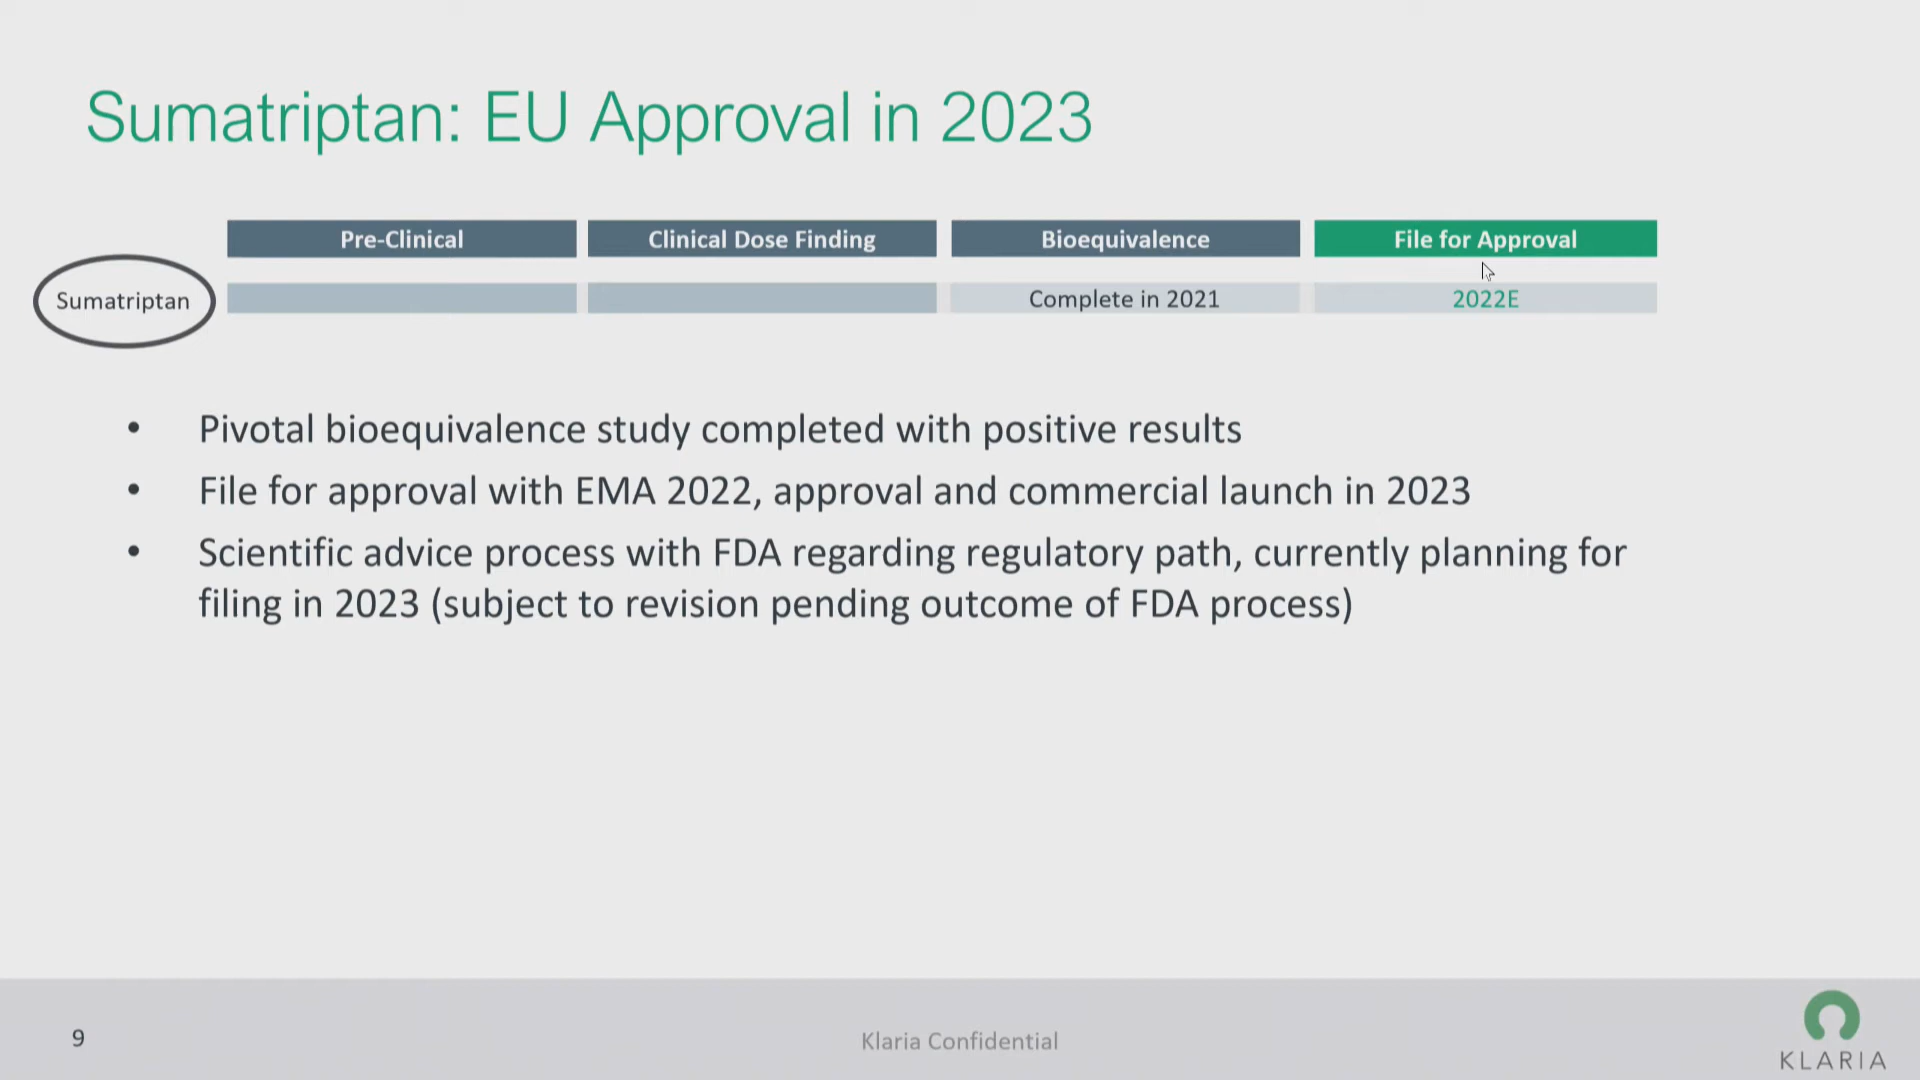 Sumatriptan: EU Approval in 2023
Pre-Clinical
Clinical Dose Finding
Bioequivalence
File for Approval
Sumatriptan
Complete in 2021
2022E
• Pivotal bioequivalence study completed with positive results
• File for approval with EMA 2022, approval and commercial launch in 2023
• Scientific advice process with FDA regarding regulatory path, currently planning for
filing in 2023 (subject to revision pending outcome of FDA process)
9
Klaria Confidential
KLARIA